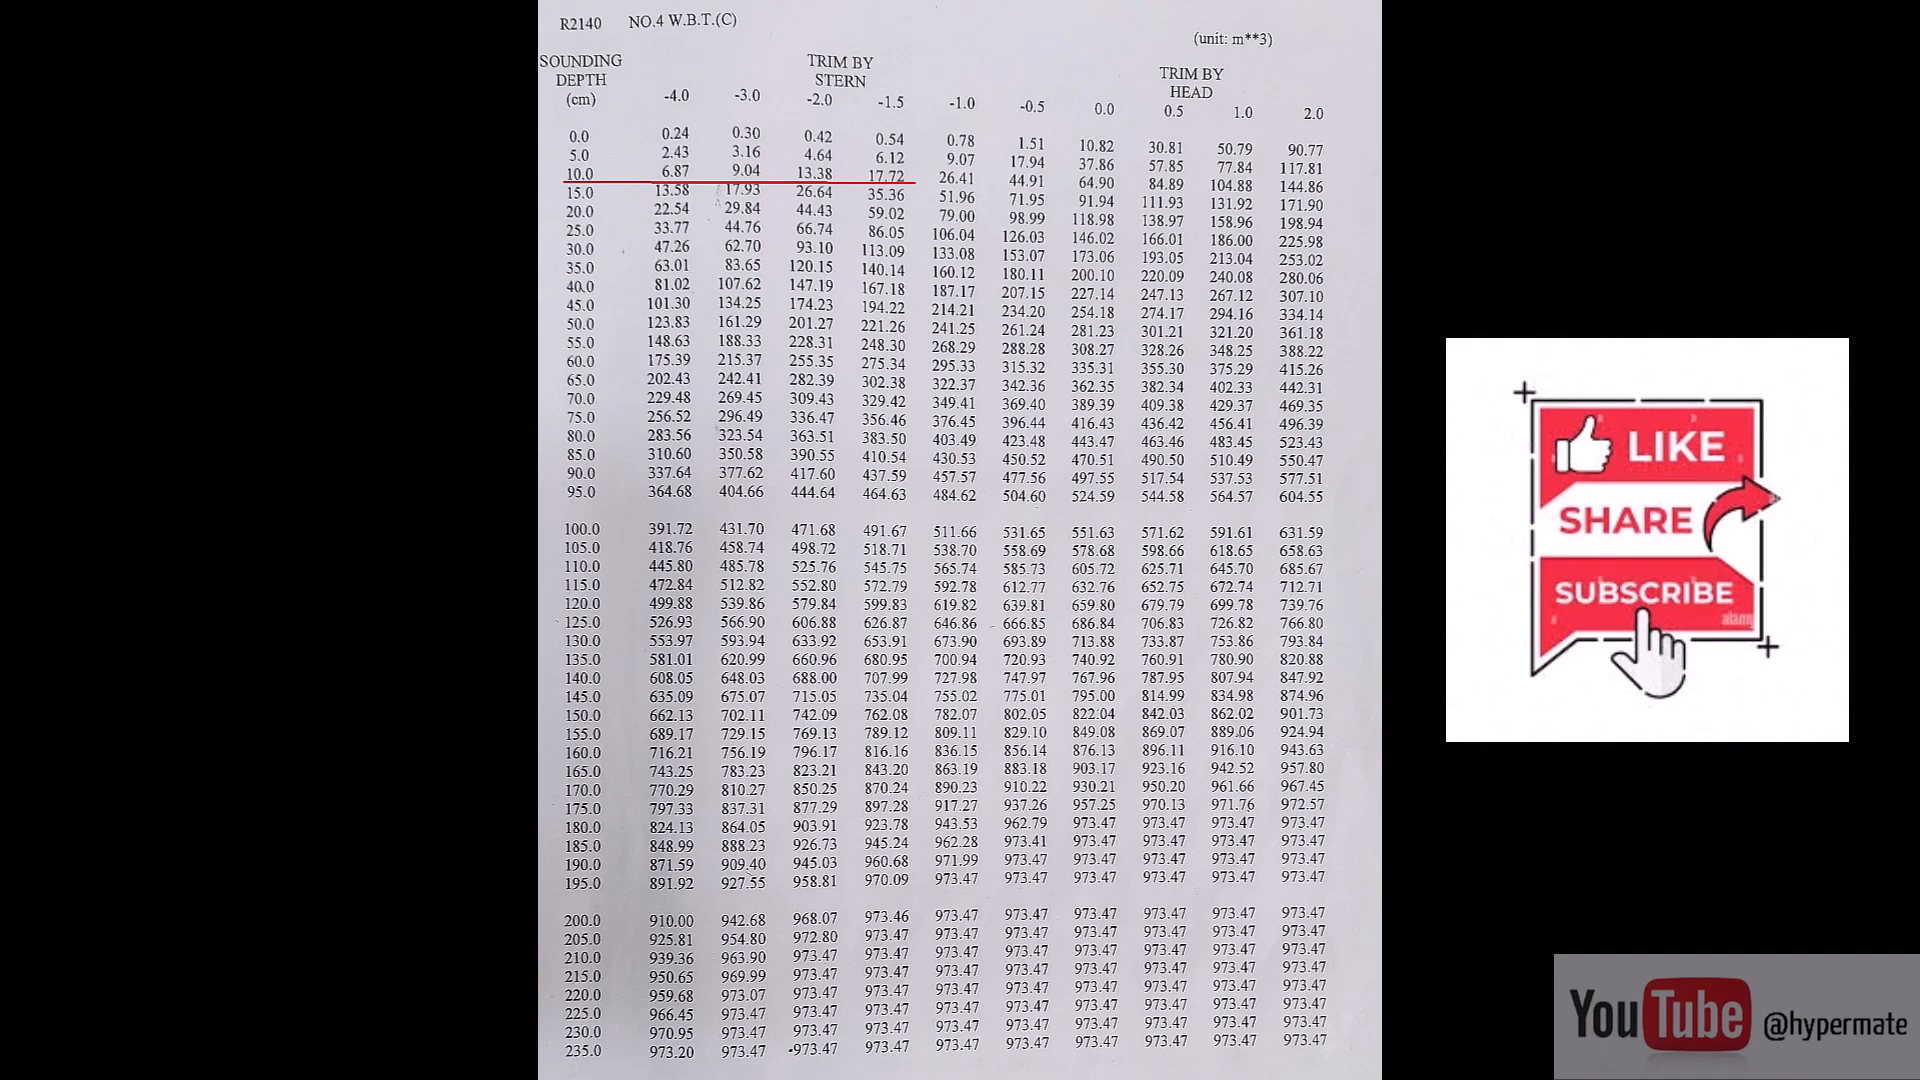 R2140 NO.4 W.B.T.(C)
(unit: m**3)
SOUNDING DEPTH (cm) TRIM BY STERN TRIM BY HEAD
-4.0 -3.0 -2.0 -1.5 -1.0 -0.5 0.0 0.5 1.0 2.0
0.0 0.24 0.30 0.42 0.54 0.78 1.51 10.82 30.81 50.79 90.77
5.0 2.43 3.16 4.64 6.12 9.07 17.94 37.86 57.85 77.84 117.81
10.0 6.87 9.04 13.38 17.72 26.41 44.91 64.90 84.89 104.88 144.86
15.0 13.58 17.93 26.64 35.36 51.96 71.95 91.94 111.93 131.92 171.90
20.0 22.54 29.84 44.43 59.02 79.00 98.99 118.98 138.97 158.96 198.94
25.0 33.77 44.76 66.74 86.05 106.04 126.03 146.02 166.01 186.00 225.98
30.0 47.26 62.70 93.10 113.09 133.08 153.07 173.06 193.05 213.04 253.02
35.0 63.01 83.65 120.15 140.14 160.12 180.11 200.10 220.09 240.08 280.06
40.0 81.02 107.62 147.19 167.18 187.17 207.15 227.14 247.13 267.12 307.10
45.0 101.30 134.25 174.23 194.22 214.21 234.20 254.18 274.17 294.16 334.14
50.0 123.83 161.29 201.27 221.26 241.25 261.24 281.23 301.21 321.20 361.18
55.0 148.63 188.33 228.31 248.30 268.29 288.28 308.27 328.26 348.25 388.22
60.0 175.39 215.37 255.35 275.34 295.33 315.32 335.31 355.30 375.29 415.26
65.0 202.43 242.41 282.39 302.38 322.37 342.36 362.35 382.34 402.33 442.31
70.0 229.48 269.45 309.43 329.42 349.41 369.40 389.39 409.38 429.37 469.35
75.0 256.52 296.49 336.47 356.46 376.45 396.44 416.43 436.42 456.41 496.39
80.0 283.56 323.54 363.51 383.50 403.49 423.48 443.47 463.46 483.45 523.43
85.0 310.60 350.58 390.55 410.54 430.53 450.52 470.51 490.50 510.49 550.47
90.0 337.64 377.62 417.60 437.59 457.57 477.56 497.55 517.54 537.53 577.51
95.0 364.68 404.66 444.64 464.63 484.62 504.60 524.59 544.58 564.57 604.55
100.0 391.72 431.70 471.68 491.67 511.66 531.65 551.63 571.62 591.61 631.59
105.0 418.76 458.74 498.72 518.71 538.70 558.69 578.68 598.66 618.65 658.63
110.0 445.80 485.78 525.76 545.75 565.74 585.73 605.72 625.71 645.70 685.67
115.0 472.84 512.82 552.80 572.79 592.78 612.77 632.76 652.75 672.74 712.71
120.0 499.88 539.86 579.84 599.83 619.82 639.81 659.80 679.79 699.78 739.76
125.0 526.93 566.90 606.88 626.87 646.86 666.85 686.84 706.83 726.82 766.80
130.0 553.97 593.94 633.92 653.91 673.90 693.89 713.88 733.87 753.86 793.84
135.0 581.01 620.99 660.96 680.95 700.94 720.93 740.92 760.91 780.90 820.88
140.0 608.05 648.03 688.00 707.99 727.98 747.97 767.96 787.95 807.94 847.92
145.0 635.09 675.07 715.05 735.04 755.02 775.01 795.00 814.99 834.98 874.96
150.0 662.13 702.11 742.09 762.08 782.07 802.05 822.04 842.03 862.02 901.73
155.0 689.17 729.15 769.13 789.12 809.11 829.10 849.08 869.07 889.06 924.94
160.0 716.21 756.19 796.17 816.16 836.15 856.14 876.13 896.11 916.10 943.63
165.0 743.25 783.23 823.21 843.20 863.19 883.18 903.17 923.16 942.52 957.80
170.0 770.29 810.27 850.25 870.24 890.23 910.22 930.21 950.20 961.66 967.45
175.0 797.33 837.31 877.29 897.28 917.27 937.26 957.25 970.13 971.76 972.57
180.0 824.13 864.05 903.91 923.78 943.53 962.79 973.47 973.47 973.47 973.47
185.0 848.99 888.23 926.73 945.24 962.28 973.41 973.47 973.47 973.47 973.47
190.0 871.59 909.40 945.03 960.68 971.99 973.47 973.47 973.47 973.47 973.47
195.0 891.92 927.55 958.81 970.09 973.47 973.47 973.47 973.47 973.47 973.47
200.0 910.00 942.68 968.07 973.46 973.47 973.47 973.47 973.47 973.47 973.47
205.0 925.81 954.80 972.80 973.47 973.47 973.47 973.47 973.47 973.47 973.47
210.0 939.36 963.90 973.47 973.47 973.47 973.47 973.47 973.47 973.47 973.47
215.0 950.65 969.99 973.47 973.47 973.47 973.47 973.47 973.47 973.47 973.47
220.0 959.68 973.07 973.47 973.47 973.47 973.47 973.47 973.47 973.47 973.47
225.0 966.45 973.47 973.47 973.47 973.47 973.47 973.47 973.47 973.47 973.47
230.0 970.95 973.47 973.47 973.47 973.47 973.47 973.47 973.47 973.47 973.47
235.0 973.20 973.47 973.47 973.47 973.47 973.47 973.47 973.47 973.47 973.47
LIKE
SHARE
SUBSCRIBE
alamy
YouTube @hypermate